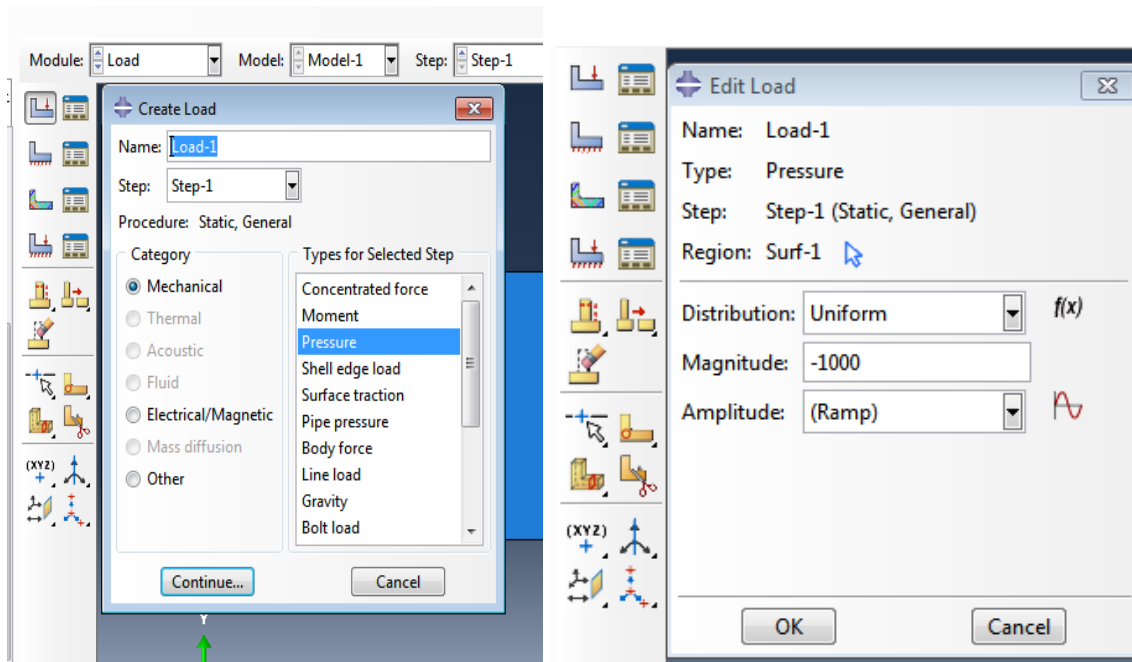 Module: Load Model: Model-1 Step: Step-1
Create Load
Name: Load-1
Step: Step-1
Procedure: Static, General
Category
Mechanical
Thermal
Acoustic
Fluid
Electrical/Magnetic
Mass diffusion
Other
Types for Selected Step
Concentrated force
Moment
Pressure
Shell edge load
Surface traction
Pipe pressure
Body force
Line load
Gravity
Bolt load
Continue... Cancel
(XYZ)
Y
Edit Load
Name: Load-1
Type: Pressure
Step: Step-1 (Static, General)
Region: Surf-1
Distribution: Uniform f(x)
Magnitude: -1000
Amplitude: (Ramp)
(XYZ)
OK Cancel